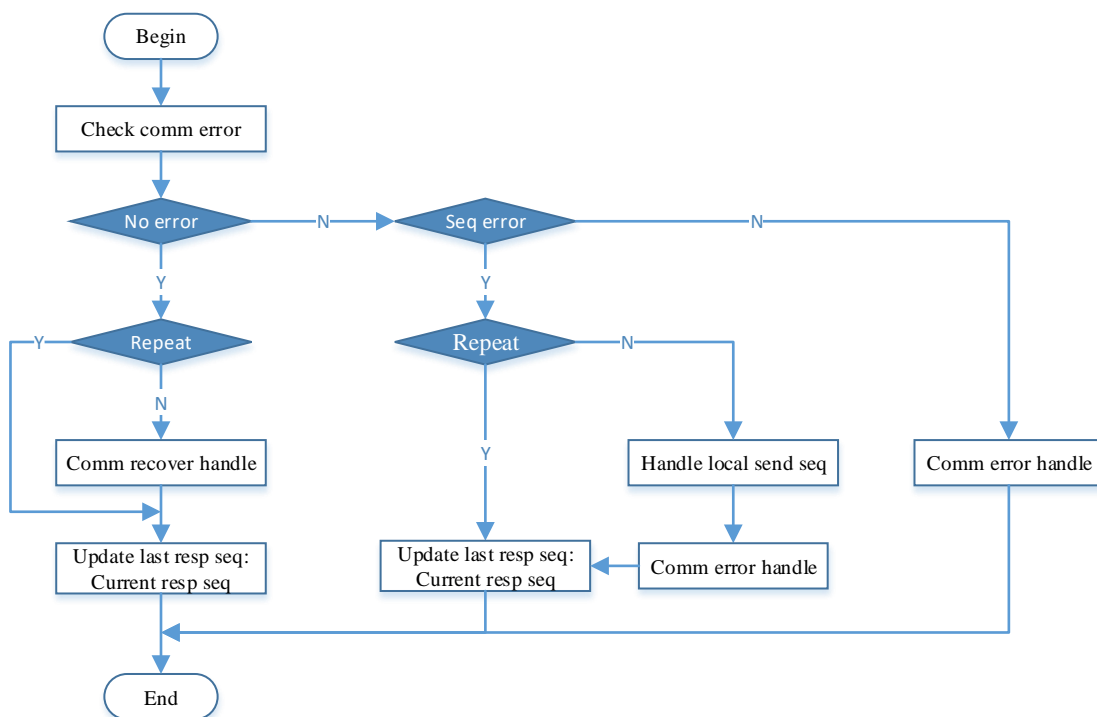 Begin
Check comm error
No error
N
Seq error
N
Y
Y
Y
Repeat
Repeat
N
N
Y
Comm recover handle
Handle local send seq
Comm error handle
Update last resp seq:
Current resp seq
Update last resp seq:
Current resp seq
Comm error handle
End